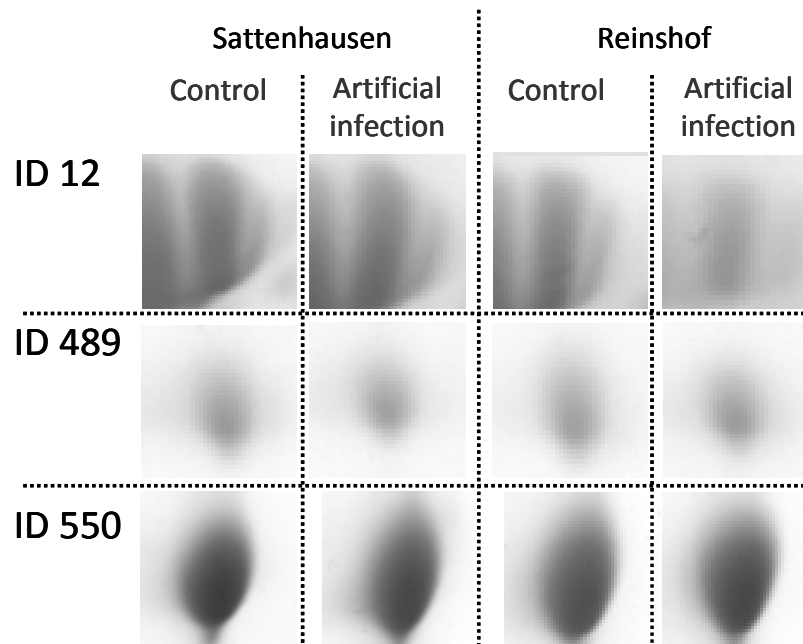 Sattenhausen
Reinshof
Control
Artificial
infection
Control
Artificial
infection
ID 12
ID 489
ID 550